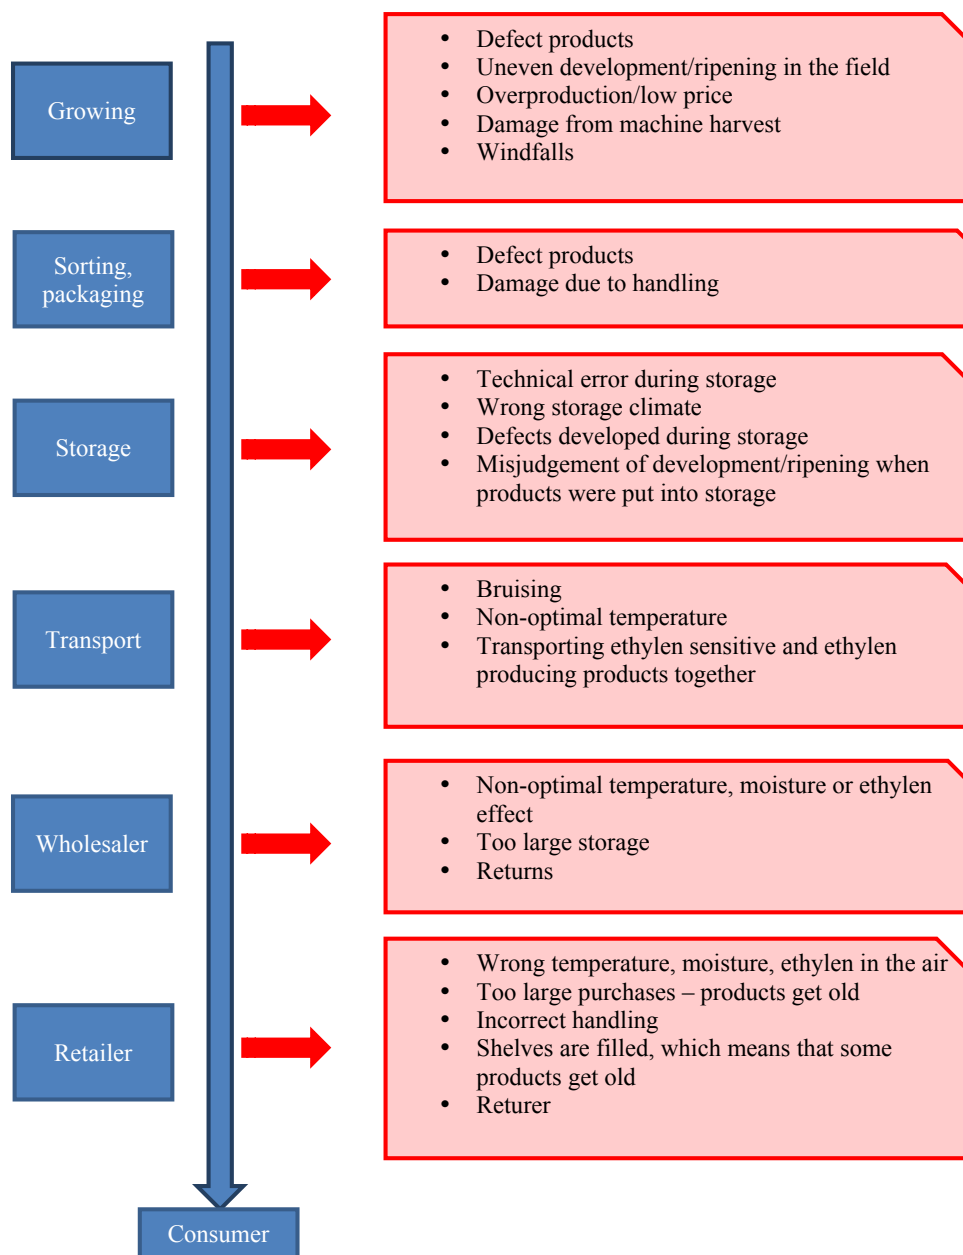 Growing
• Defect products
• Uneven development/ripening in the field
• Overproduction/low price
• Damage from machine harvest
• Windfalls
Sorting,
packaging
• Defect products
• Damage due to handling
Storage
• Technical error during storage
• Wrong storage climate
• Defects developed during storage
• Misjudgement of development/ripening when
products were put into storage
Transport
• Bruising
• Non-optimal temperature
• Transporting ethylen sensitive and ethylen
producing products together
Wholesaler
• Non-optimal temperature, moisture or ethylen
effect
• Too large storage
• Returns
Retailer
• Wrong temperature, moisture, ethylen in the air
• Too large purchases – products get old
• Incorrect handling
• Shelves are filled, which means that some
products get old
• Returer
Consumer